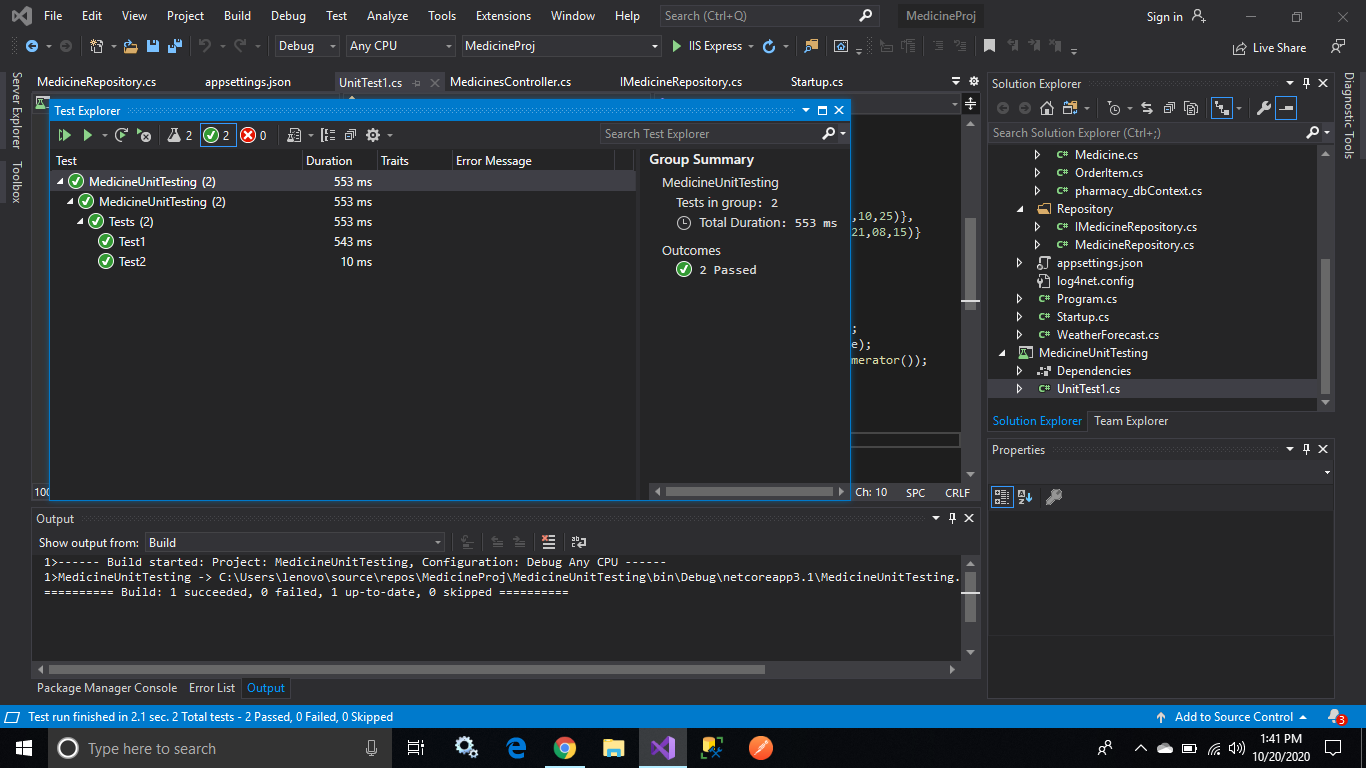 File Edit View Project Build Debug Test Analyze Tools Extensions Window Help Search (Ctrl+Q) MedicineProj Sign in
Debug Any CPU MedicineProj IIS Express Live Share
Server Explorer
Toolbox
MedicineRepository.cs appsettings.json UnitTest1.cs MedicinesController.cs IMedicineRepository.cs Startup.cs
Test Explorer
2 2 0 Search Test Explorer
Test Duration Traits Error Message
MedicineUnitTesting (2) 553 ms
MedicineUnitTesting (2) 553 ms
Tests (2) 553 ms
Test1 543 ms
Test2 10 ms
Group Summary
MedicineUnitTesting
Tests in group: 2
Total Duration: 553 ms
Outcomes
2 Passed
,10,25)},
21,08,15)}
;
e);
merator());
100
Ch: 10 SPC CRLF
Solution Explorer
Search Solution Explorer (Ctrl+;)
C# Medicine.cs
C# OrderItem.cs
C# pharmacy_dbContext.cs
Repository
C# IMedicineRepository.cs
C# MedicineRepository.cs
appsettings.json
log4net.config
C# Program.cs
C# Startup.cs
C# WeatherForecast.cs
MedicineUnitTesting
Dependencies
C# UnitTest1.cs
Solution Explorer Team Explorer
Diagnostic Tools
Properties
Output
Show output from: Build
1>------ Build started: Project: MedicineUnitTesting, Configuration: Debug Any CPU ------
1>MedicineUnitTesting -> C:\Users\lenovo\source\repos\MedicineProj\MedicineUnitTesting\bin\Debug\netcoreapp3.1\MedicineUnitTesting.
========== Build: 1 succeeded, 0 failed, 1 up-to-date, 0 skipped ==========
Package Manager Console Error List Output
Test run finished in 2.1 sec. 2 Total tests - 2 Passed, 0 Failed, 0 Skipped Add to Source Control 3
Type here to search
1:41 PM
10/20/2020